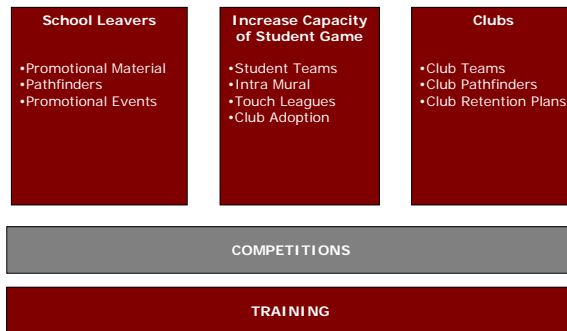 School Leavers
•Promotional Material
•Pathfinders
•Promotional Events
Increase Capacity
of Student Game
•Student Teams
•Intra Mural
•Touch Leagues
•Club Adoption
Clubs
•Club Teams
•Club Pathfinders
•Club Retention Plans
COMPETITIONS
TRAINING